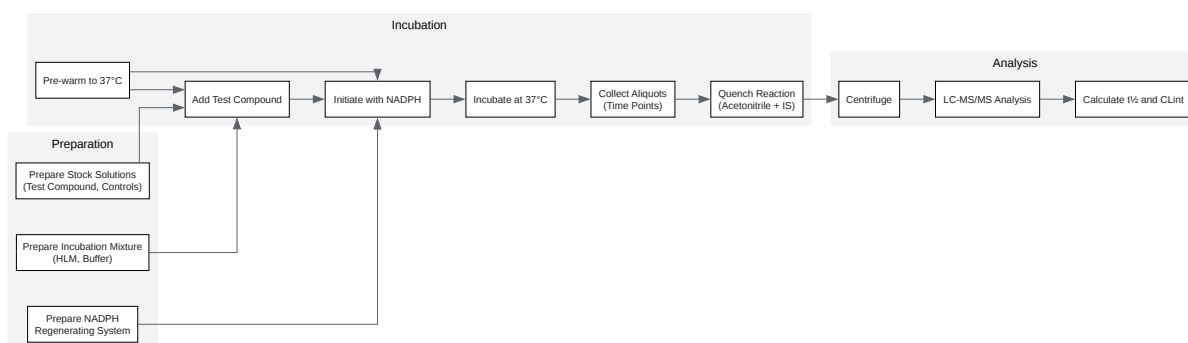 Incubation
Pre-warm to 37°C
Add Test Compound
Initiate with NADPH
Incubate at 37°C
Collect Aliquots
(Time Points)
Quench Reaction
(Acetonitrile + IS)
Analysis
Centrifuge
LC-MS/MS Analysis
Calculate t½ and CLint
Preparation
Prepare Stock Solutions
(Test Compound, Controls)
Prepare Incubation Mixture
(HLM, Buffer)
Prepare NADPH
Regenerating System